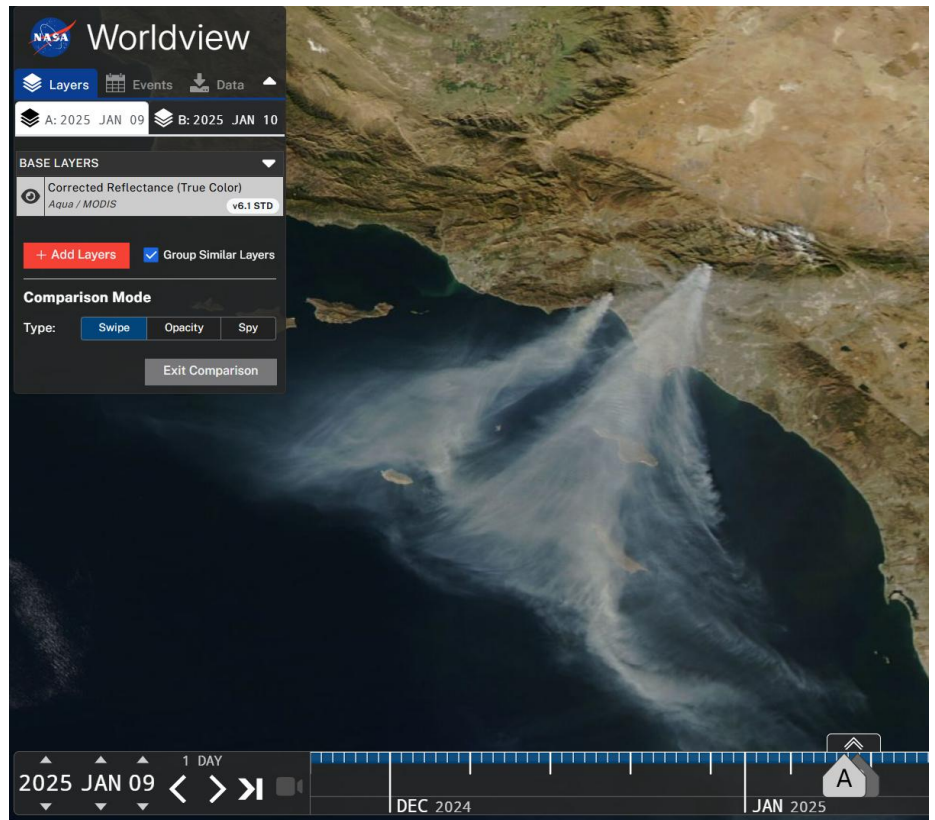 NASA Worldview
Layers Events Data
A: 2025 JAN 09 B: 2025 JAN 10
BASE LAYERS
Corrected Reflectance (True Color)
Aqua / MODIS v6.1 STD
+ Add Layers Group Similar Layers
Comparison Mode
Type: Swipe Opacity Spy
Exit Comparison
1 DAY
2025 JAN 09
A
DEC 2024 JAN 2025